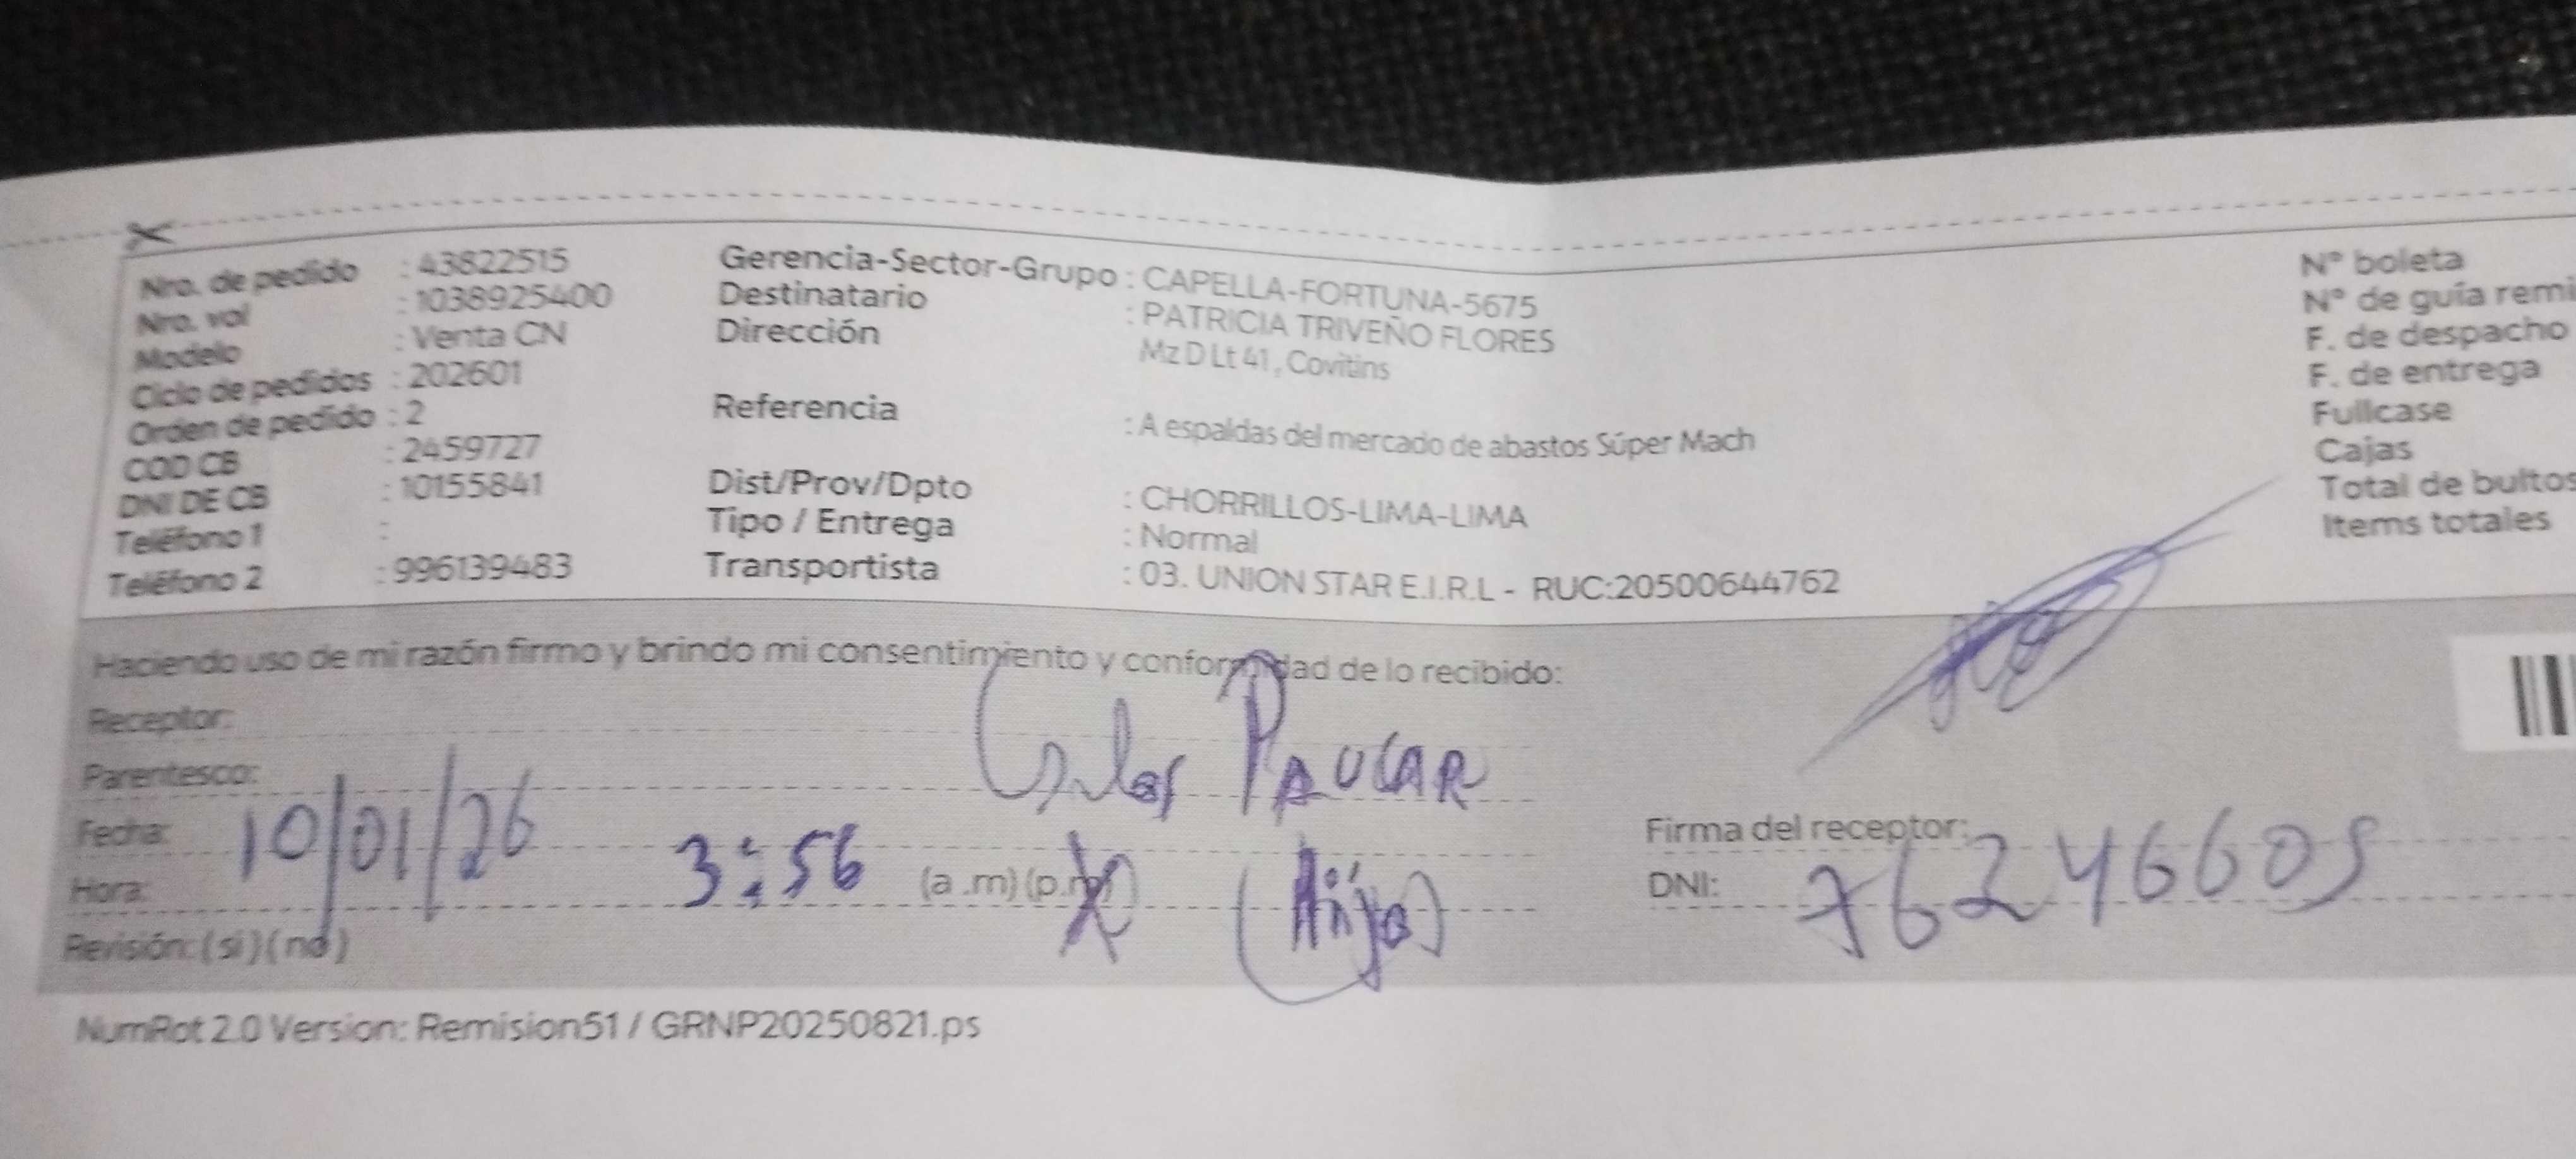 Nro. de pedido : 43822515
Nro. vol : 1038925400
Modelo : Venta CN
Ciclo de pedidos : 202601
Orden de pedido : 2
COD CB : 2459727
DNI DE CB : 10155841
Teléfono 1 :
Teléfono 2 : 996139483
Gerencia-Sector-Grupo : CAPELLA-FORTUNA-5675
Destinatario : PATRICIA TRIVEÑO FLORES
Dirección Mz D Lt 41, Covitins
Referencia : A espaldas del mercado de abastos Súper Mach
Dist/Prov/Dpto : CHORRILLOS-LIMA-LIMA
Tipo / Entrega : Normal
Transportista : 03. UNION STAR E.I.R.L - RUC:20500644762
N° boleta
N° de guía remi
F. de despacho
F. de entrega
Fullcase
Cajas
Total de bultos
Items totales
Haciendo uso de mi razón firmo y brindo mi consentimiento y conformidad de lo recibido:
Receptor:
Parentesco: PAUCAR
Fecha: 10/01/26
Hora: 3:56 (a .m) (p.m) (Hijo)
Revisión: (si) (no)
Firma del receptor:
DNI: 76246609
NumRot 2.0 Version: Remision51 / GRNP20250821.ps